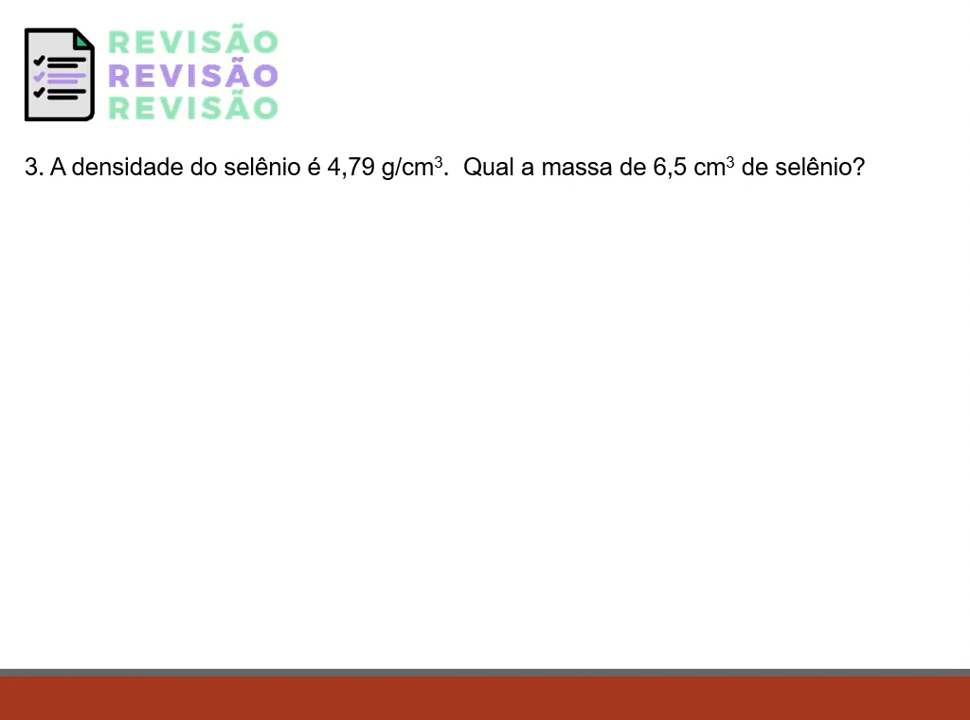 REVISÃO
REVISÃO
REVISÃO
3. A densidade do selênio é 4,79 g/cm³.  Qual a massa de 6,5 cm³ de selênio?